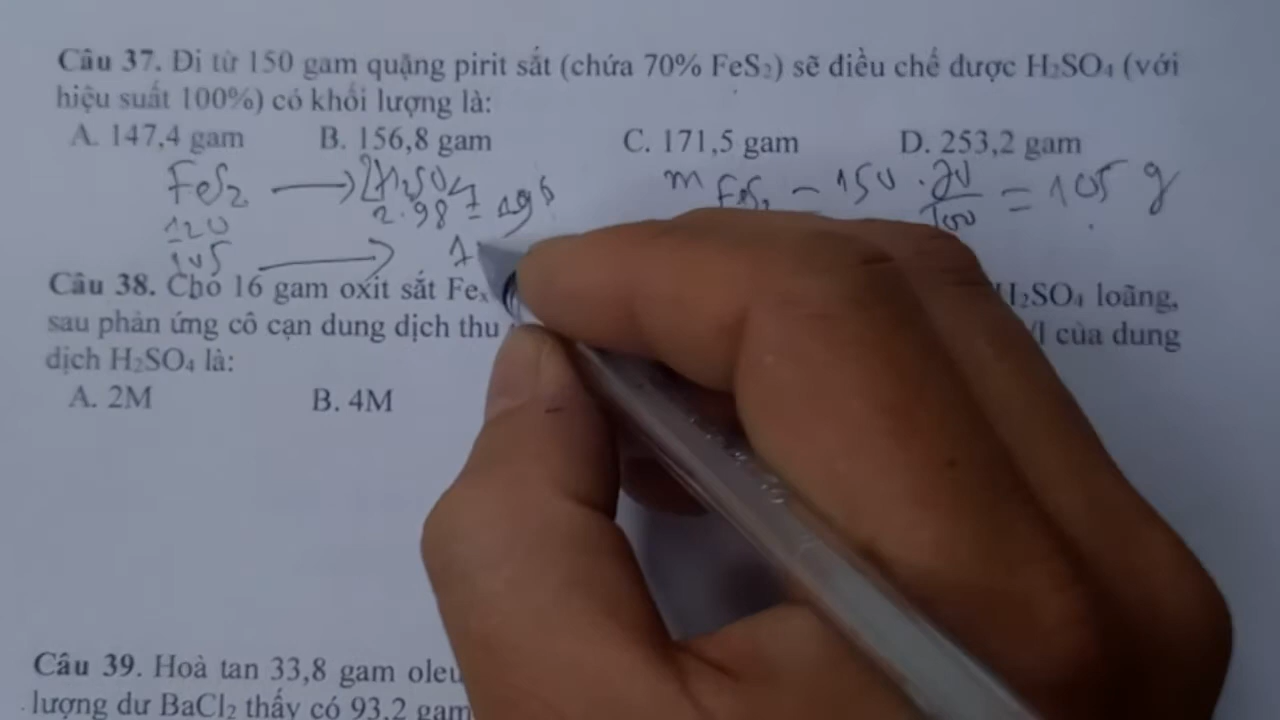 Câu 37. Đi từ 150 gam quặng pirit sắt (chứa 70% FeS₂) sẽ điều chế được H₂SO₄ (với
hiệu suất 100%) có khối lượng là:
A. 147,4 gam B. 156,8 gam C. 171,5 gam D. 253,2 gam
FeS₂ → 2H₂SO₄ m FeS₂ = 150 . 70/100 = 105 g
120 2.98 = 196
105 →
Câu 38. Cho 16 gam oxit sắt Feₓ H₂SO₄ loãng,
sau phản ứng cô cạn dung dịch thu /l của dung
dịch H₂SO₄ là:
A. 2M B. 4M
Câu 39. Hoà tan 33,8 gam oleu
lượng dư BaCl₂ thấy có 93,2 gam